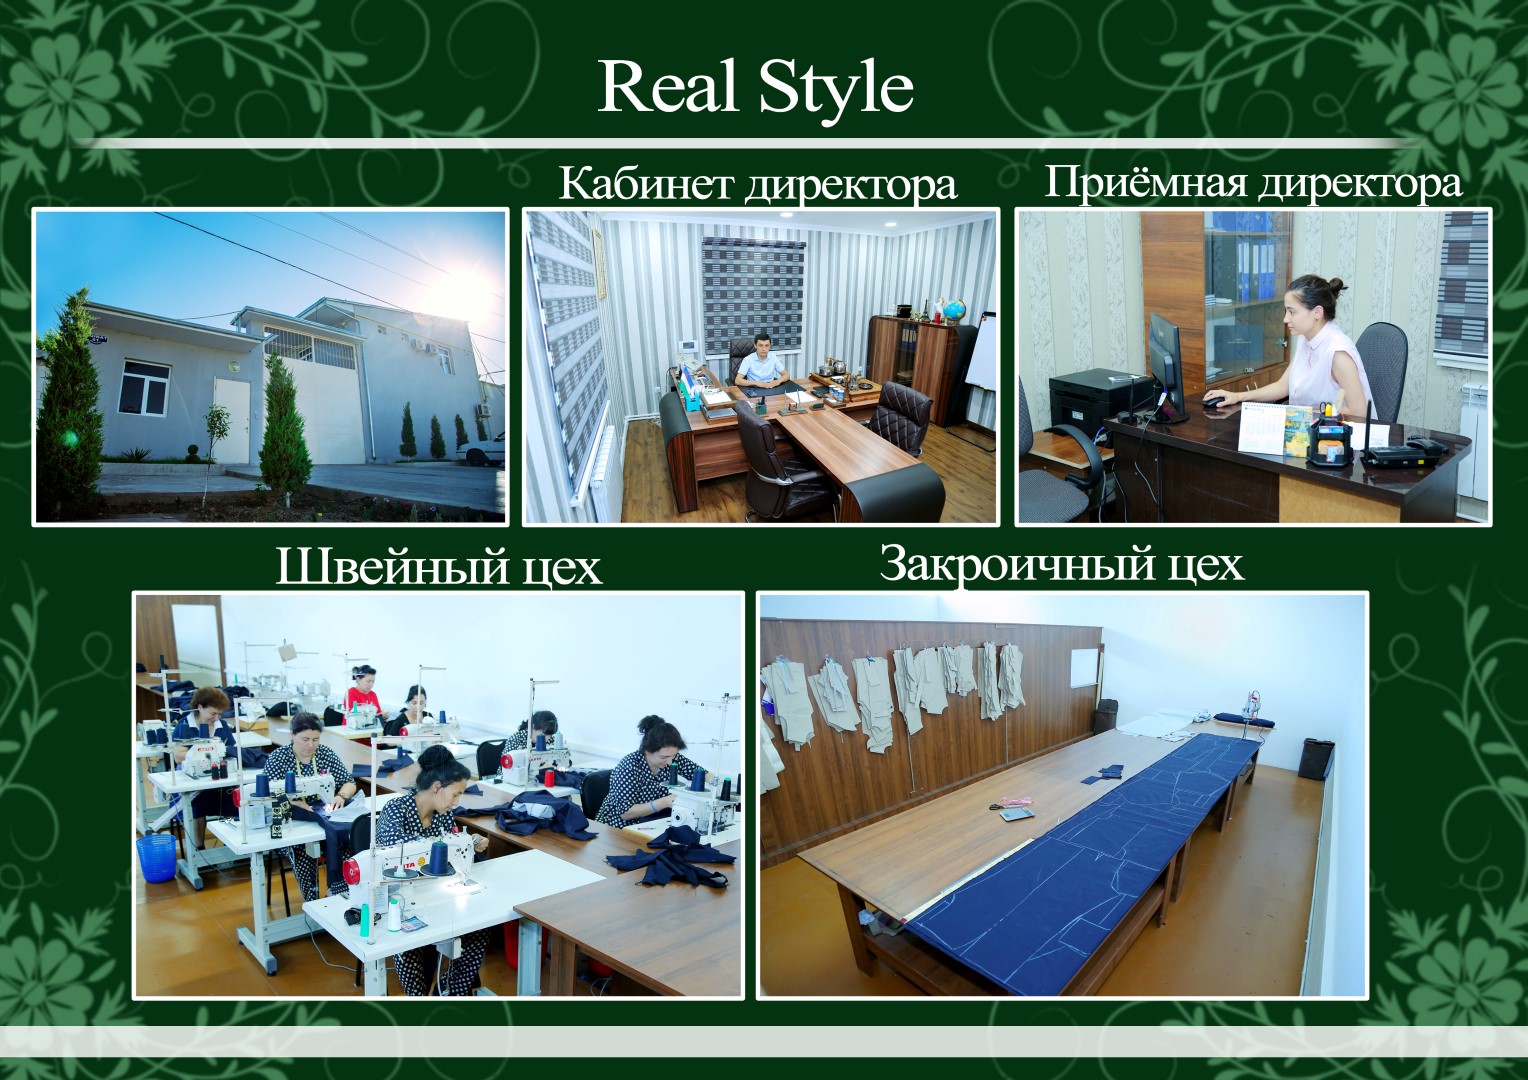 Real Style
Кабинет директора
Приёмная директора
Швейный цех
Закроичный цех